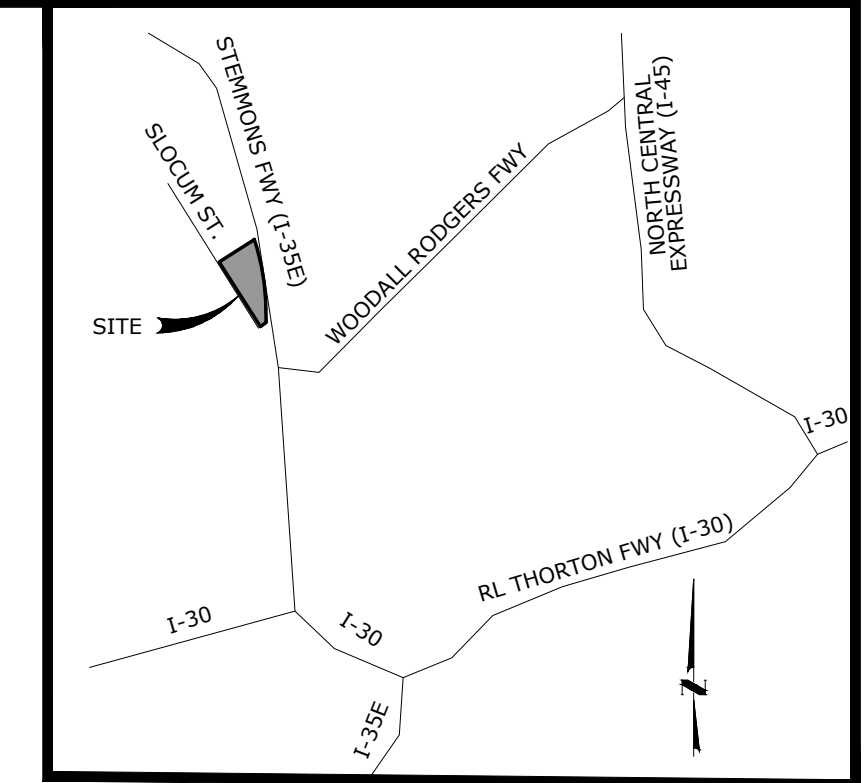 STEMMONS FWY (I-35E)
SLOCUM ST.
NORTH CENTRAL
EXPRESSWAY (I-45)
WOODALL RODGERS FWY
SITE
I-30
RL THORTON FWY (I-30)
I-30
I-30
I-35E
N